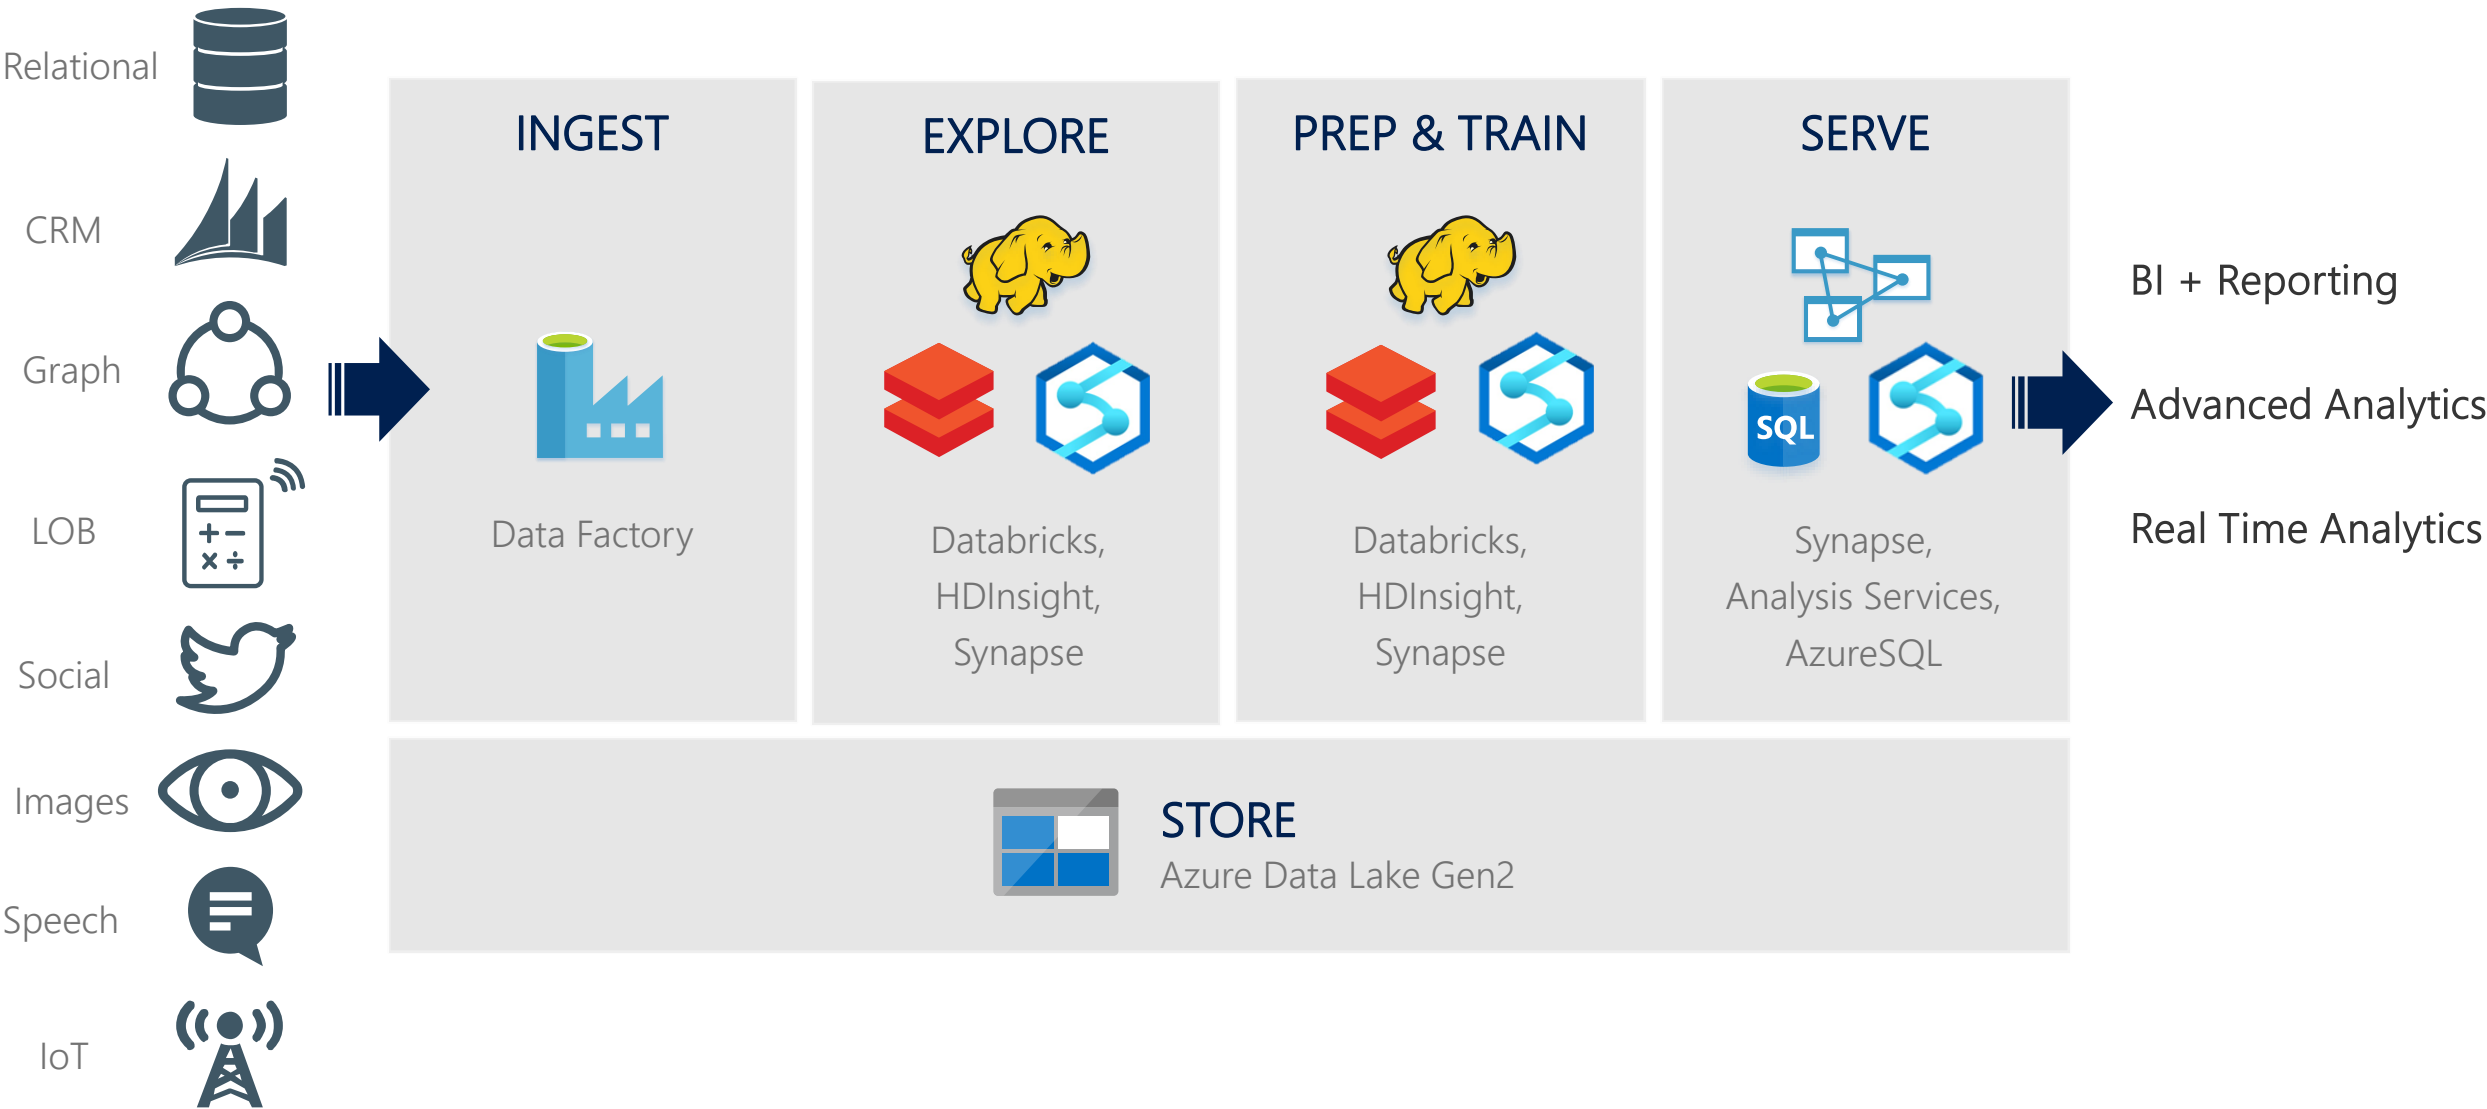 Relational
CRM
Graph
LOB
Social
Images
Speech
IoT
INGEST
Data Factory
EXPLORE
Databricks,
HDInsight,
Synapse
PREP & TRAIN
Databricks,
HDInsight,
Synapse
SERVE
SQL
Synapse,
Analysis Services,
AzureSQL
STORE
Azure Data Lake Gen2
BI + Reporting
Advanced Analytics
Real Time Analytics